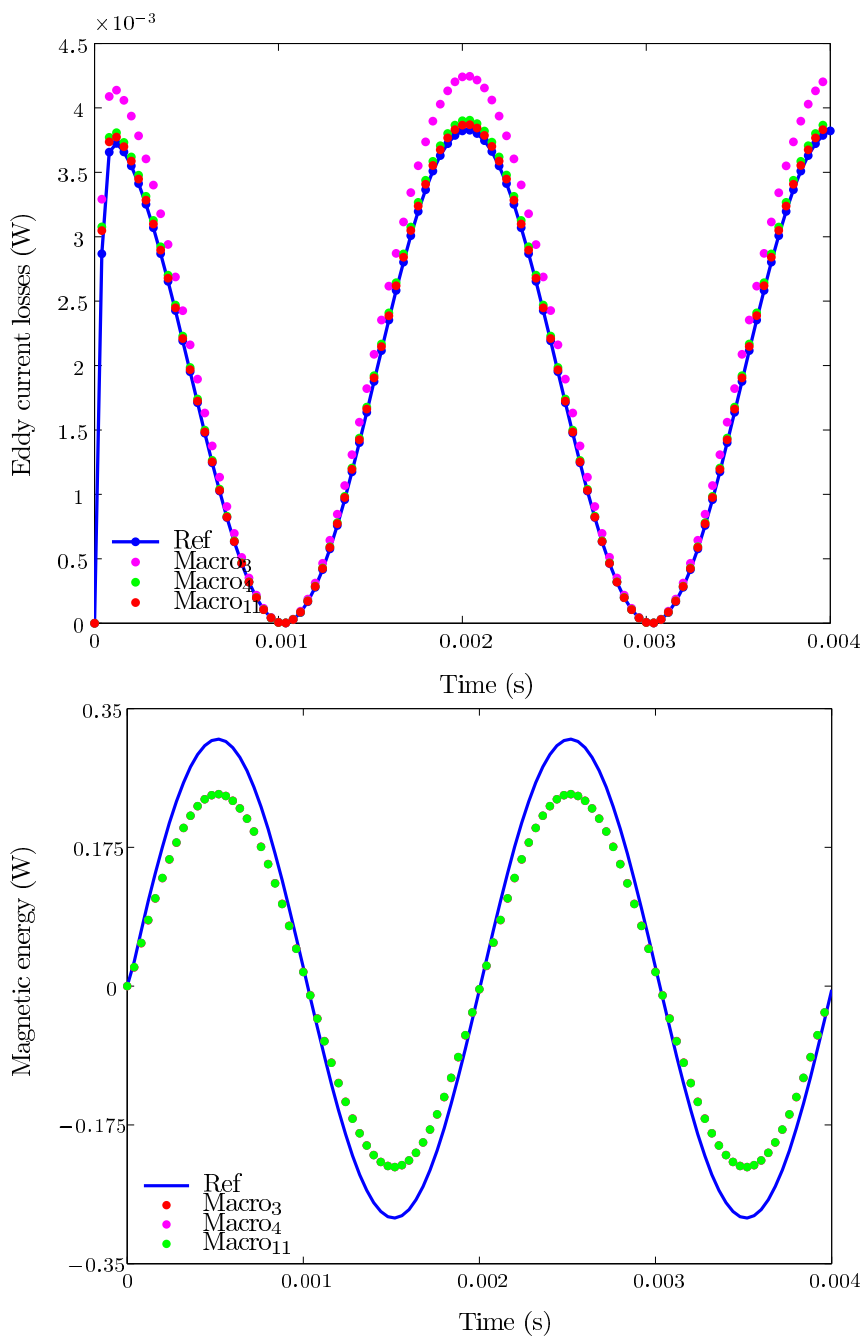 ×10⁻³
4.5
4
3.5
3
2.5
2
1.5
1
0.5
0
Eddy current losses (W)
Ref
Macro₃
Macro₄
Macro₁₁
0 0.001 0.002 0.003 0.004
Time (s)
0.35
0.175
0
−0.175
−0.35
Magnetic energy (W)
Ref
Macro₃
Macro₄
Macro₁₁
0 0.001 0.002 0.003 0.004
Time (s)